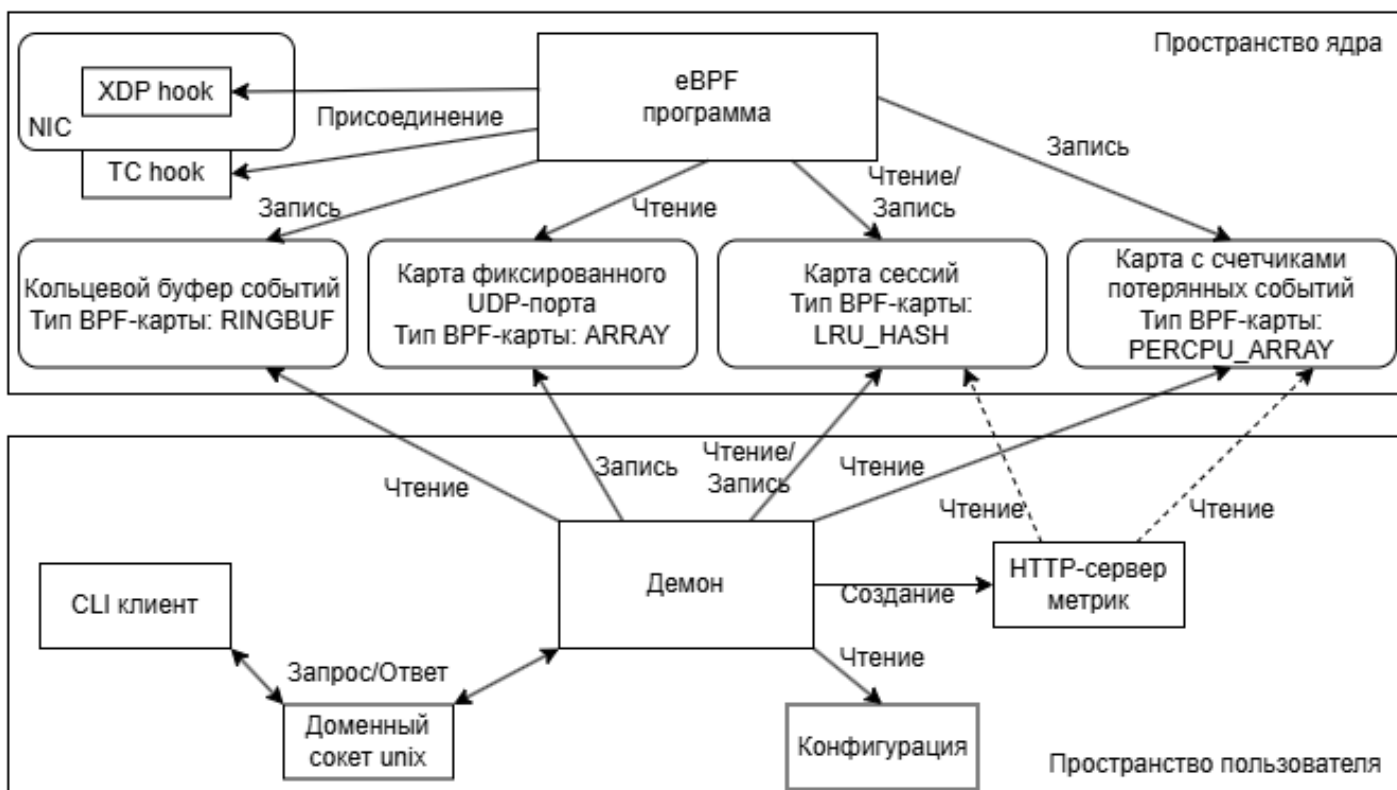 Пространство ядра
XDP hook
NIC
TC hook
eBPF
программа
Присоединение
Запись
Чтение
Чтение/
Запись
Запись
Кольцевой буфер событий
Тип BPF-карты: RINGBUF
Карта фиксированного
UDP-порта
Тип BPF-карты: ARRAY
Карта сессий
Тип BPF-карты:
LRU_HASH
Карта с счетчиками
потерянных событий
Тип BPF-карты:
PERCPU_ARRAY
Чтение
Запись
Чтение/
Запись
Чтение
Чтение
Чтение
CLI клиент
Демон
HTTP-сервер
метрик
Создание
Запрос/Ответ
Чтение
Доменный
сокет unix
Конфигурация
Пространство пользователя